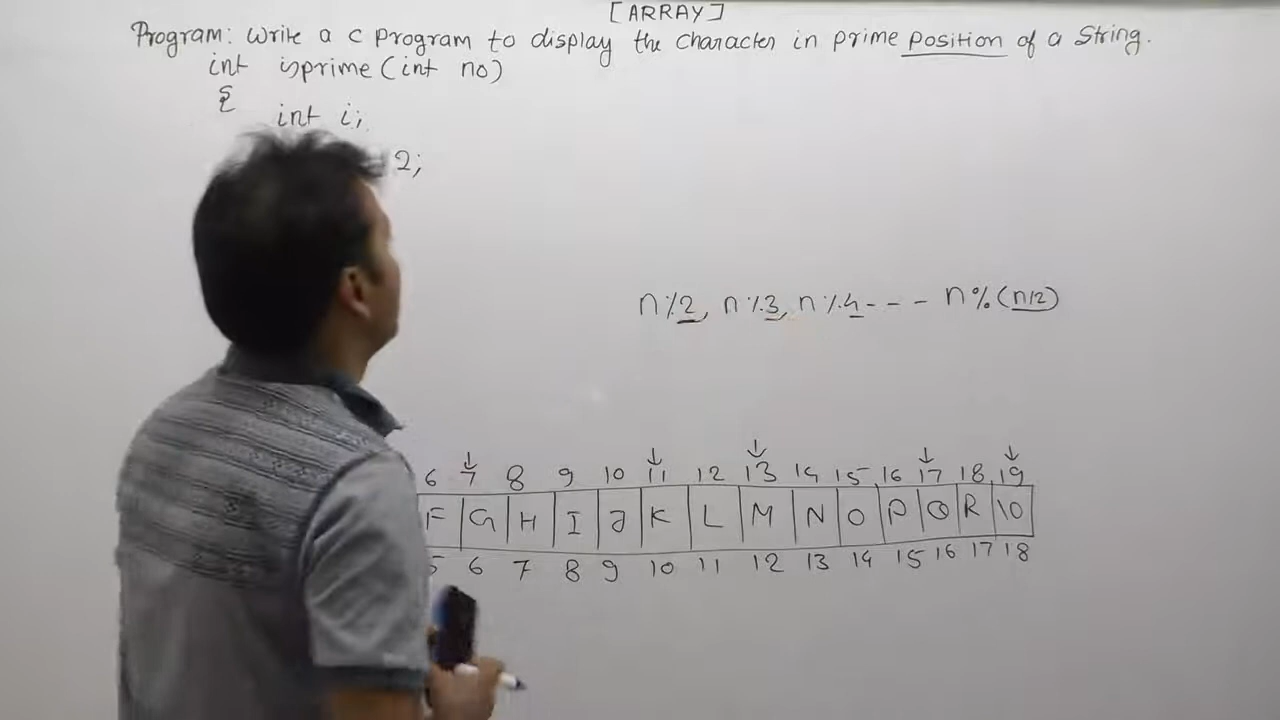 [ARRAY]
Program: Write a c program to display the character in prime position of a String.
int isprime(int no)
{
int i;
2;
n%2, n%3, n%4 - - - n%(n/2)
6 7 8 9 10 11 12 13 14 15 16 17 18 19
F G H I J K L M N O P Q R \0
5 6 7 8 9 10 11 12 13 14 15 16 17 18